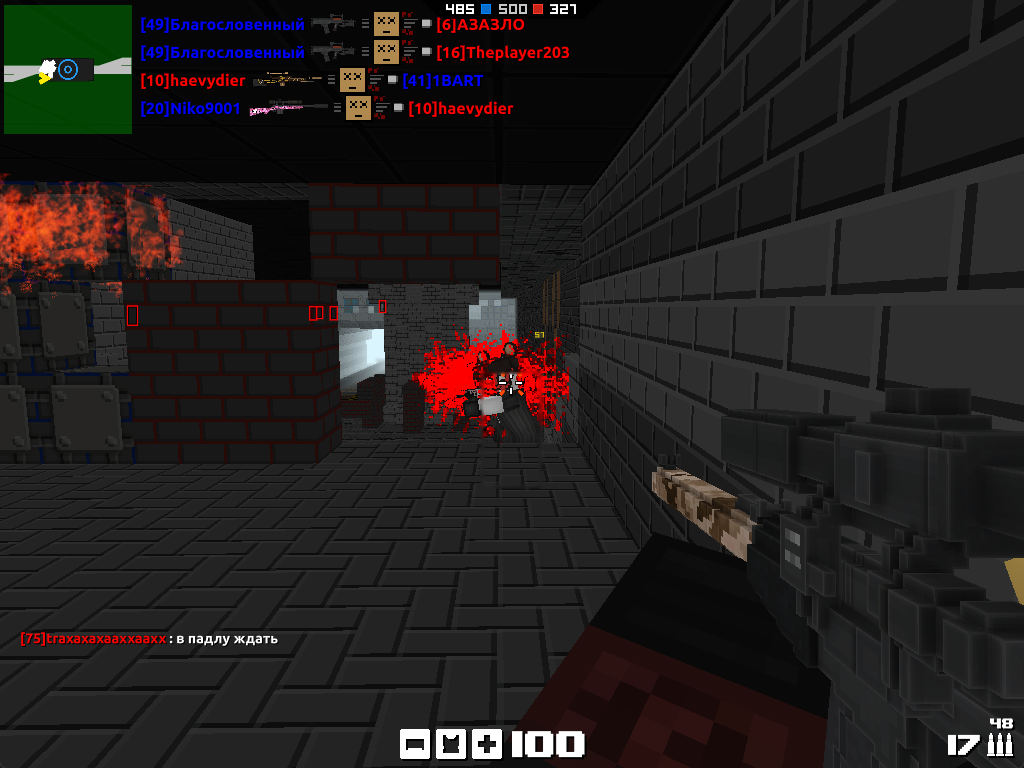 485 500 327
[49]Благословенный [6]АЗАЗЛО
[49]Благословенный [16]Theplayer203
[10]haevydier [41]1BART
[20]Niko9001 [10]haevydier
[75]traxaxaxaaxxaaxx : в падлу ждать
100
48
17